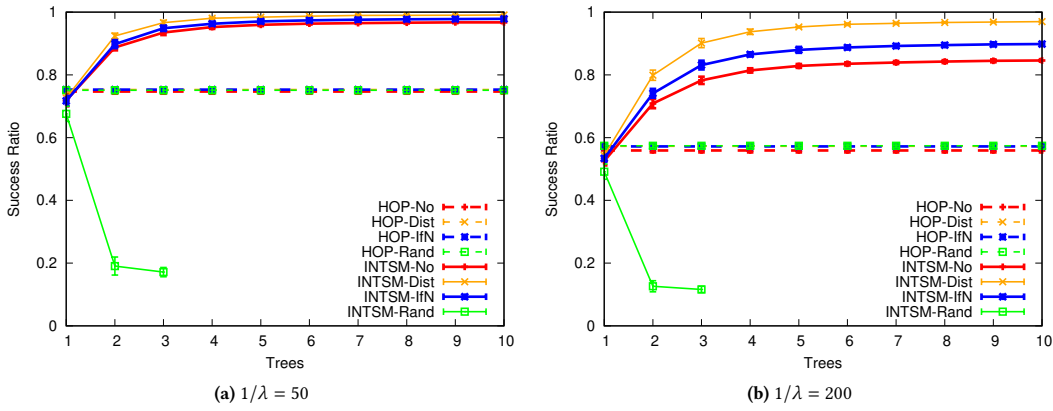 1
0.8
0.6
0.4
0.2
0
Success Ratio
1 2 3 4 5 6 7 8 9 10
Trees
HOP-No
HOP-Dist
HOP-IfN
HOP-Rand
INTSM-No
INTSM-Dist
INTSM-IfN
INTSM-Rand
(a) 1/λ = 50
1
0.8
0.6
0.4
0.2
0
Success Ratio
1 2 3 4 5 6 7 8 9 10
Trees
HOP-No
HOP-Dist
HOP-IfN
HOP-Rand
INTSM-No
INTSM-Dist
INTSM-IfN
INTSM-Rand
(b) 1/λ = 200